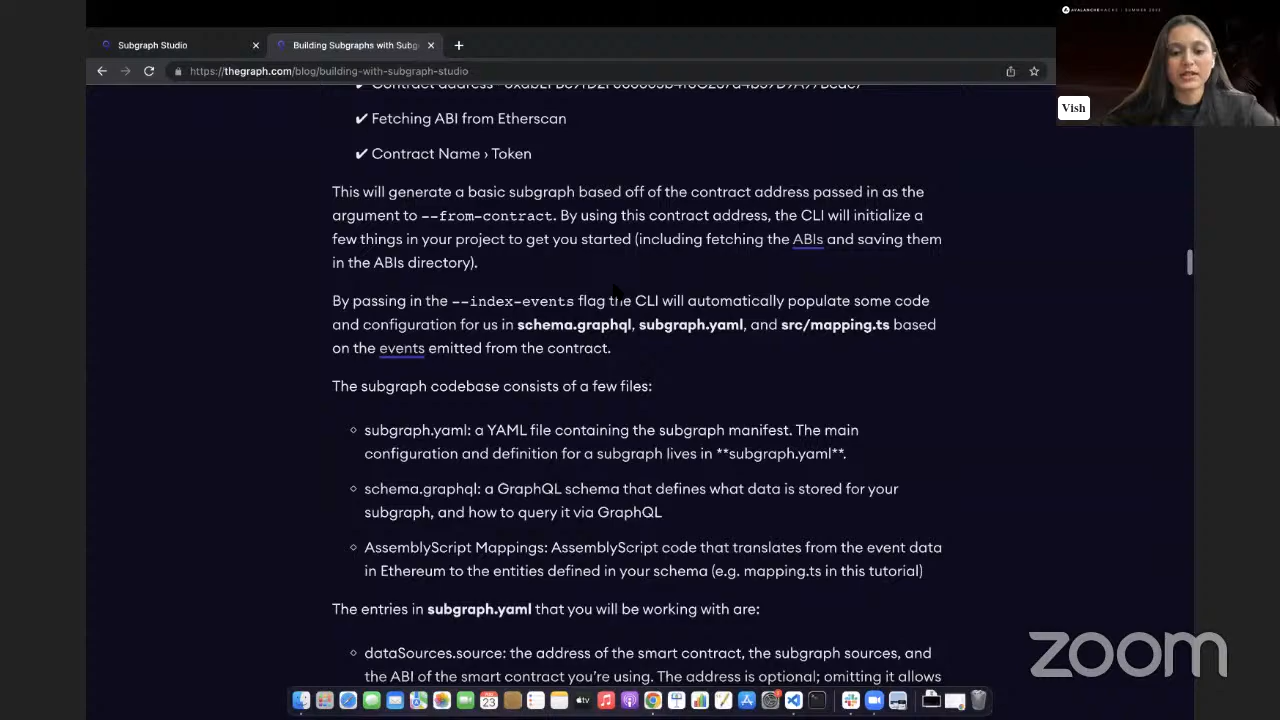 AVALANCHE HACKS | SUMMER 2022
Subgraph Studio
Building Subgraphs with Subg
https://thegraph.com/blog/building-with-subgraph-studio
Vish
✔ Fetching ABI from Etherscan
✔ Contract Name › Token
This will generate a basic subgraph based off of the contract address passed in as the
argument to --from-contract. By using this contract address, the CLI will initialize a
few things in your project to get you started (including fetching the ABIs and saving them
in the ABIs directory).
By passing in the --index-events flag the CLI will automatically populate some code
and configuration for us in schema.graphql, subgraph.yaml, and src/mapping.ts based
on the events emitted from the contract.
The subgraph codebase consists of a few files:
subgraph.yaml: a YAML file containing the subgraph manifest. The main
configuration and definition for a subgraph lives in **subgraph.yaml**.
schema.graphql: a GraphQL schema that defines what data is stored for your
subgraph, and how to query it via GraphQL
AssemblyScript Mappings: AssemblyScript code that translates from the event data
in Ethereum to the entities defined in your schema (e.g. mapping.ts in this tutorial)
The entries in subgraph.yaml that you will be working with are:
dataSources.source: the address of the smart contract, the subgraph sources, and
the ABI of the smart contract you're using. The address is optional; omitting it allows
zoom
tv
23